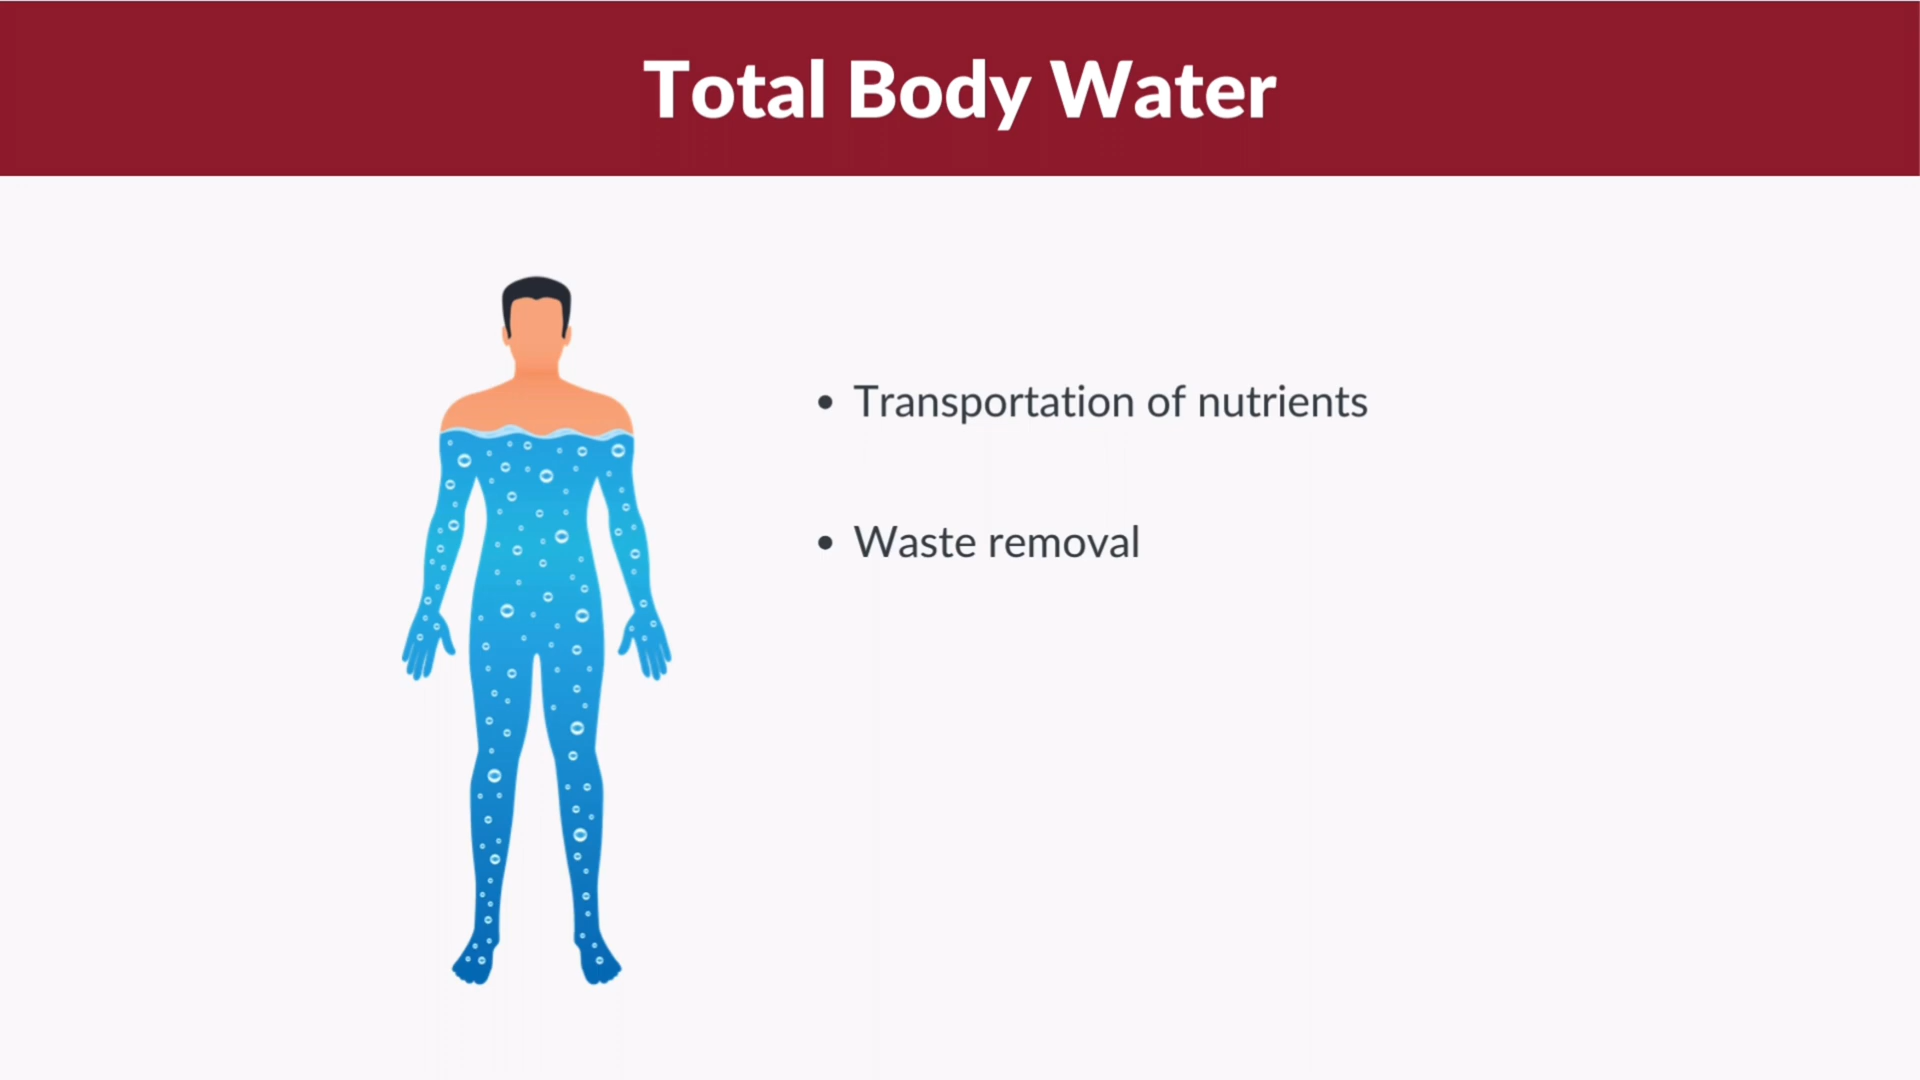 Total Body Water
• Transportation of nutrients
• Waste removal